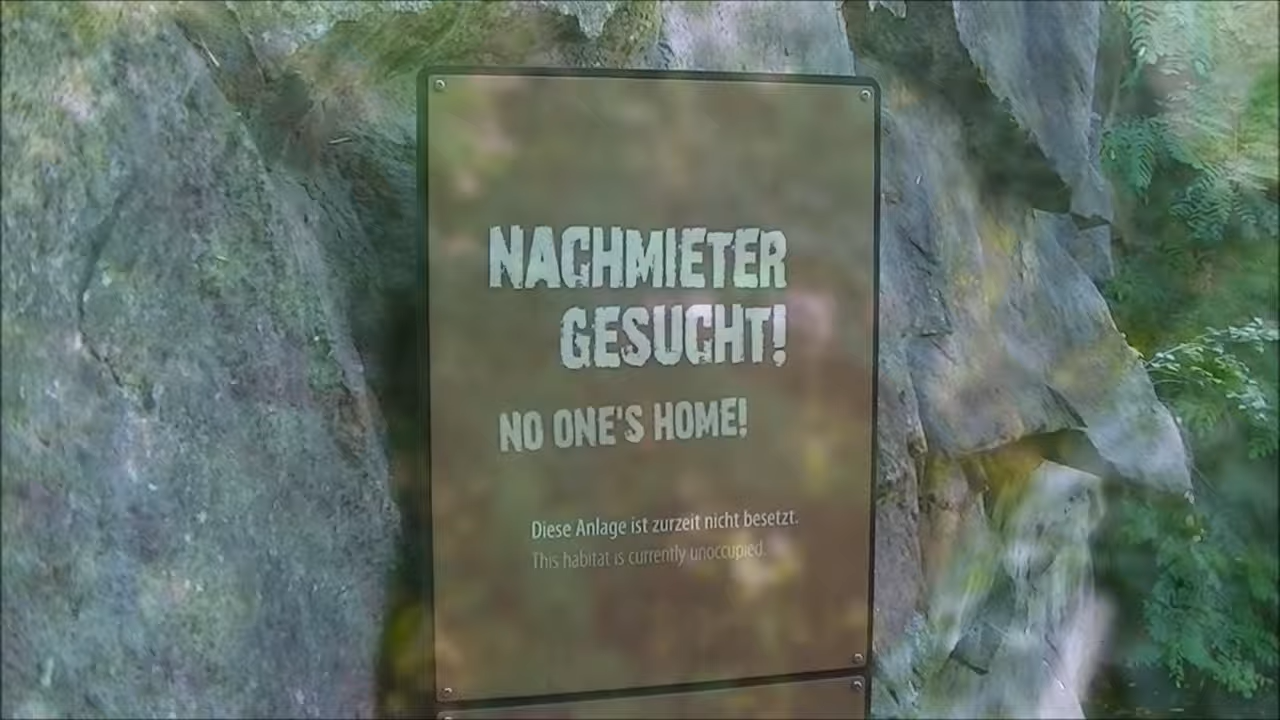 NACHMIETER
GESUCHT!
NO ONE'S HOME!
Diese Anlage ist zurzeit nicht besetzt.
This habitat is currently unoccupied.